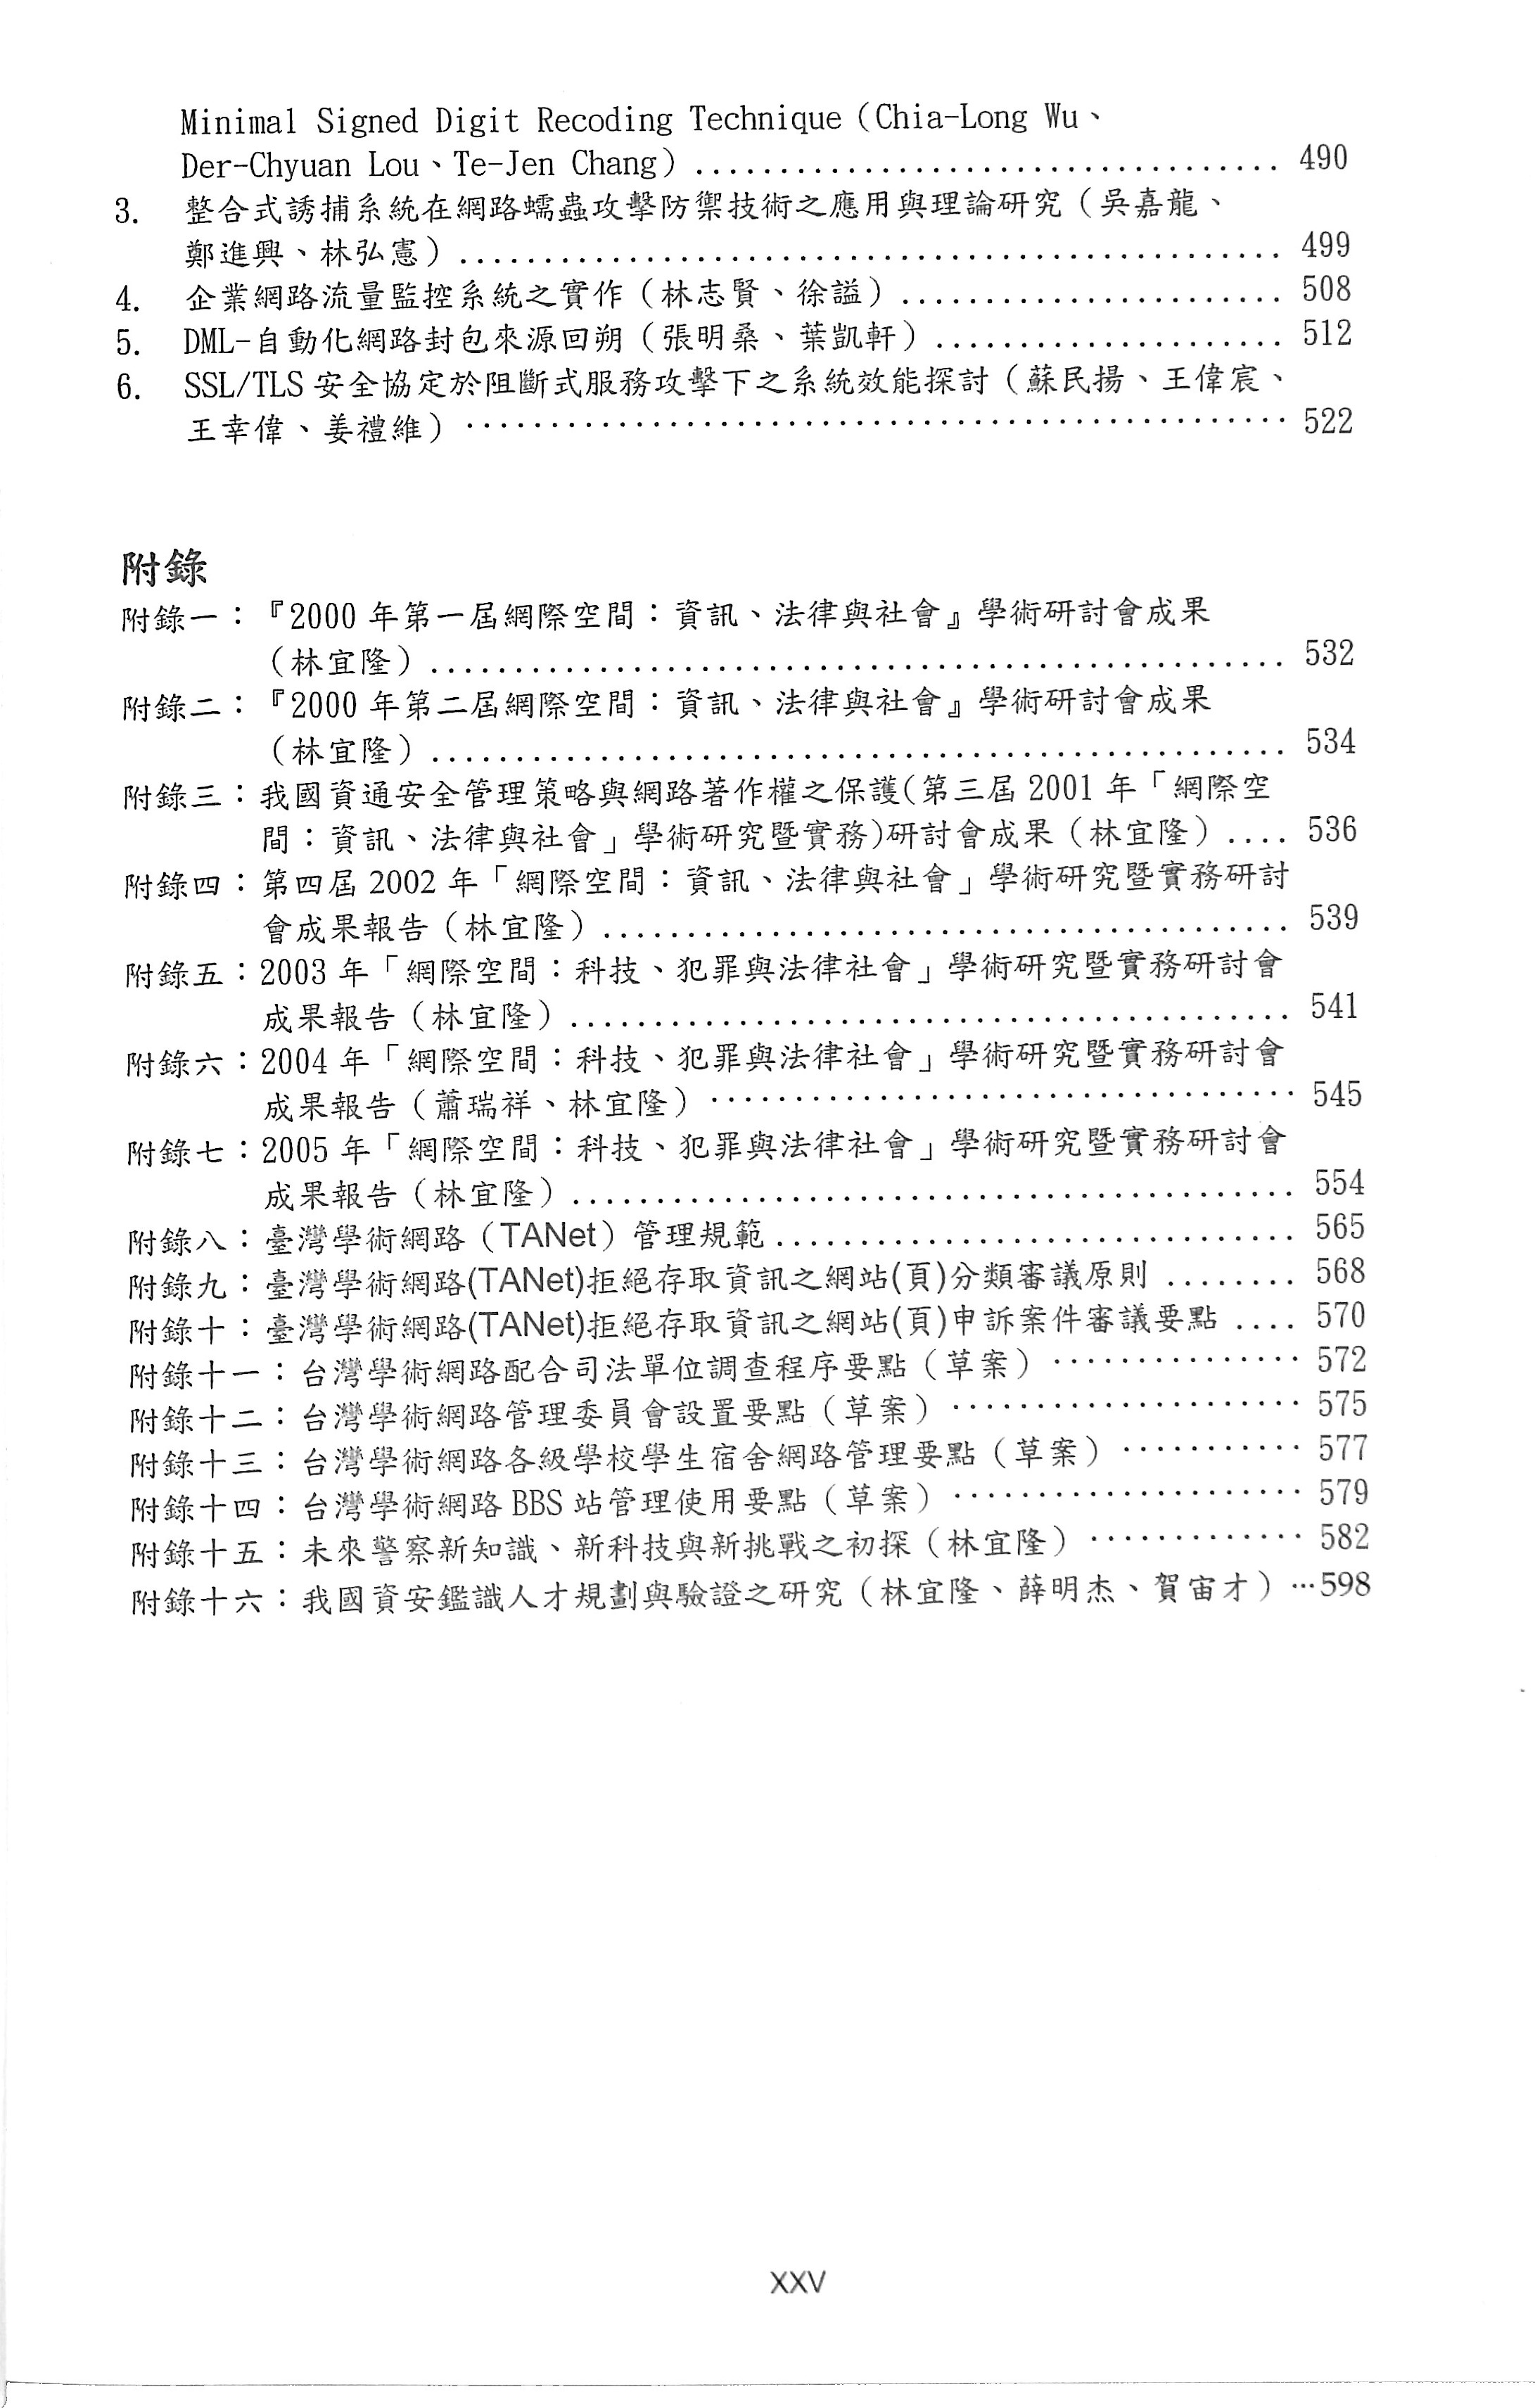 Minimal Signed Digit Recoding Technique（Chia-Long Wu、
Der-Chyuan Lou、Te-Jen Chang）................................... 490
3. 整合式誘捕系統在網路蠕蟲攻擊防禦技術之應用與理論研究（吳嘉龍、
鄭進興、林弘憲）................................................. 499
4. 企業網路流量監控系統之實作（林志賢、徐謚）....................... 508
5. DML-自動化網路封包來源回朔（張明桑、葉凱軒）..................... 512
6. SSL/TLS 安全協定於阻斷式服務攻擊下之系統效能探討（蘇民揚、王偉宸、
王幸偉、姜禮維）················································· 522
附錄
附錄一：『2000 年第一屆網際空間：資訊、法律與社會』學術研討會成果
（林宜隆）................................................... 532
附錄二：『2000 年第二屆網際空間：資訊、法律與社會』學術研討會成果
（林宜隆）................................................... 534
附錄三：我國資通安全管理策略與網路著作權之保護(第三屆 2001 年「網際空
間：資訊、法律與社會」學術研究暨實務)研討會成果（林宜隆）.... 536
附錄四：第四屆 2002 年「網際空間：資訊、法律與社會」學術研究暨實務研討
會成果報告（林宜隆）......................................... 539
附錄五：2003 年「網際空間：科技、犯罪與法律社會」學術研究暨實務研討會
成果報告（林宜隆）........................................... 541
附錄六：2004 年「網際空間：科技、犯罪與法律社會」學術研究暨實務研討會
成果報告（蕭瑞祥、林宜隆）··································· 545
附錄七：2005 年「網際空間：科技、犯罪與法律社會」學術研究暨實務研討會
成果報告（林宜隆）........................................... 554
附錄八：臺灣學術網路（TANet）管理規範............................... 565
附錄九：臺灣學術網路(TANet)拒絕存取資訊之網站(頁)分類審議原則 ........ 568
附錄十：臺灣學術網路(TANet)拒絕存取資訊之網站(頁)申訴案件審議要點 .... 570
附錄十一：台灣學術網路配合司法單位調查程序要點（草案）··············· 572
附錄十二：台灣學術網路管理委員會設置要點（草案）····················· 575
附錄十三：台灣學術網路各級學校學生宿舍網路管理要點（草案）··········· 577
附錄十四：台灣學術網路 BBS 站管理使用要點（草案）····················· 579
附錄十五：未來警察新知識、新科技與新挑戰之初探（林宜隆）············· 582
附錄十六：我國資安鑑識人才規劃與驗證之研究（林宜隆、薛明杰、賀宙才）…598
XXV